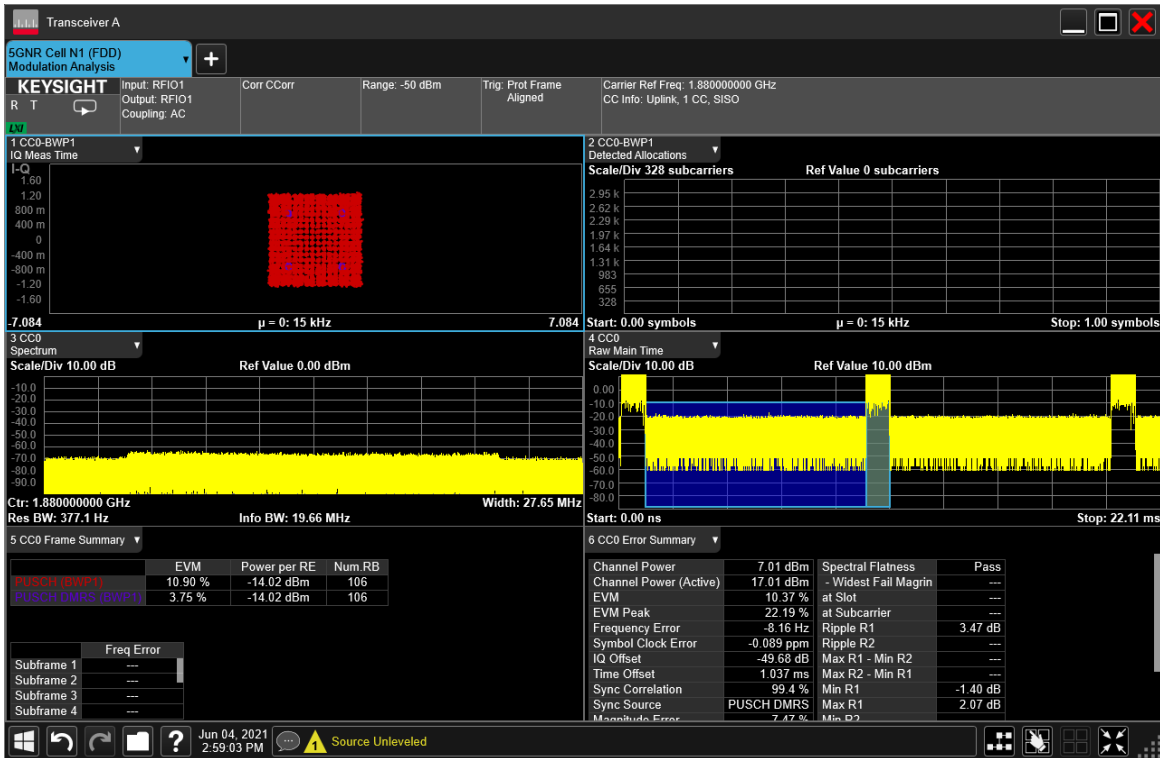 Transceiver A
5GNR Cell N1 (FDD)
Modulation Analysis
KEYSIGHT
R T
LXI
Input: RFIO1
Output: RFIO1
Coupling: AC
Corr CCorr
Range: -50 dBm
Trig: Prot Frame
Aligned
Carrier Ref Freq: 1.880000000 GHz
CC Info: Uplink, 1 CC, SISO
1 CC0-BWP1
IQ Meas Time
I-Q
1.60
1.20
800 m
400 m
0
-400 m
-800 m
-1.20
-1.60
-7.084 µ = 0: 15 kHz 7.084
2 CC0-BWP1
Detected Allocations
Scale/Div 328 subcarriers Ref Value 0 subcarriers
2.95 k
2.62 k
2.29 k
1.97 k
1.64 k
1.31 k
983
655
328
Start: 0.00 symbols µ = 0: 15 kHz Stop: 1.00 symbols
3 CC0
Spectrum
Scale/Div 10.00 dB Ref Value 0.00 dBm
-10.0
-20.0
-30.0
-40.0
-50.0
-60.0
-70.0
-80.0
-90.0
Ctr: 1.880000000 GHz Width: 27.65 MHz
Res BW: 377.1 Hz Info BW: 19.66 MHz
4 CC0
Raw Main Time
Scale/Div 10.00 dB Ref Value 10.00 dBm
0.00
-10.0
-20.0
-30.0
-40.0
-50.0
-60.0
-70.0
-80.0
Start: 0.00 ns Stop: 22.11 ms
5 CC0 Frame Summary
EVM Power per RE Num.RB
PUSCH (BWP1) 10.90 % -14.02 dBm 106
PUSCH DMRS (BWP1) 3.75 % -14.02 dBm 106
Freq Error
Subframe 1 ---
Subframe 2 ---
Subframe 3 ---
Subframe 4 ---
6 CC0 Error Summary
Channel Power 7.01 dBm Spectral Flatness Pass
Channel Power (Active) 17.01 dBm - Widest Fail Magrin ---
EVM 10.37 % at Slot ---
EVM Peak 22.19 % at Subcarrier ---
Frequency Error -8.16 Hz Ripple R1 3.47 dB
Symbol Clock Error -0.089 ppm Ripple R2 ---
IQ Offset -49.68 dB Max R1 - Min R2 ---
Time Offset 1.037 ms Max R2 - Min R1 ---
Sync Correlation 99.4 % Min R1 -1.40 dB
Sync Source PUSCH DMRS Max R1 2.07 dB
Magnitude Error 7.47 % Min R2
Jun 04, 2021
2:59:03 PM
1
Source Unleveled